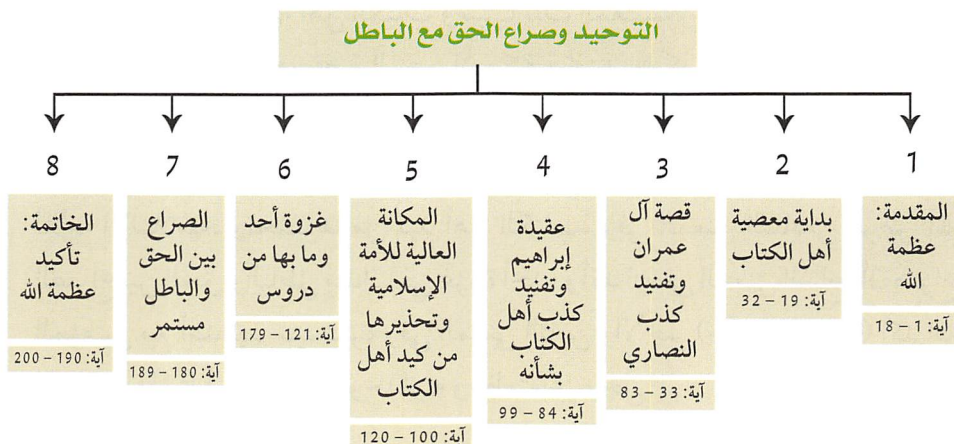 التوحيد وصراع الحق مع الباطل
1
المقدمة:
عظمة
الله
آية: 1 – 18
2
بداية معصية
أهل الكتاب
آية: 19 – 32
3
قصة آل
عمران
وتفنيد
كذب
النصاري
آية: 33 – 83
4
عقيدة
إبراهيم
وتفنيد
كذب أهل
الكتاب
بشأنه
آية: 84 – 99
5
المكانة
العالية للأمة
الإسلامية
وتحذيرها
من كيد أهل
الكتاب
آية: 100 – 120
6
غزوة أحد
وما بها من
دروس
آية: 121 – 179
7
الصراع
بين الحق
والباطل
مستمر
آية: 180 – 189
8
الخاتمة:
تأكيد
عظمة الله
آية: 190 – 200